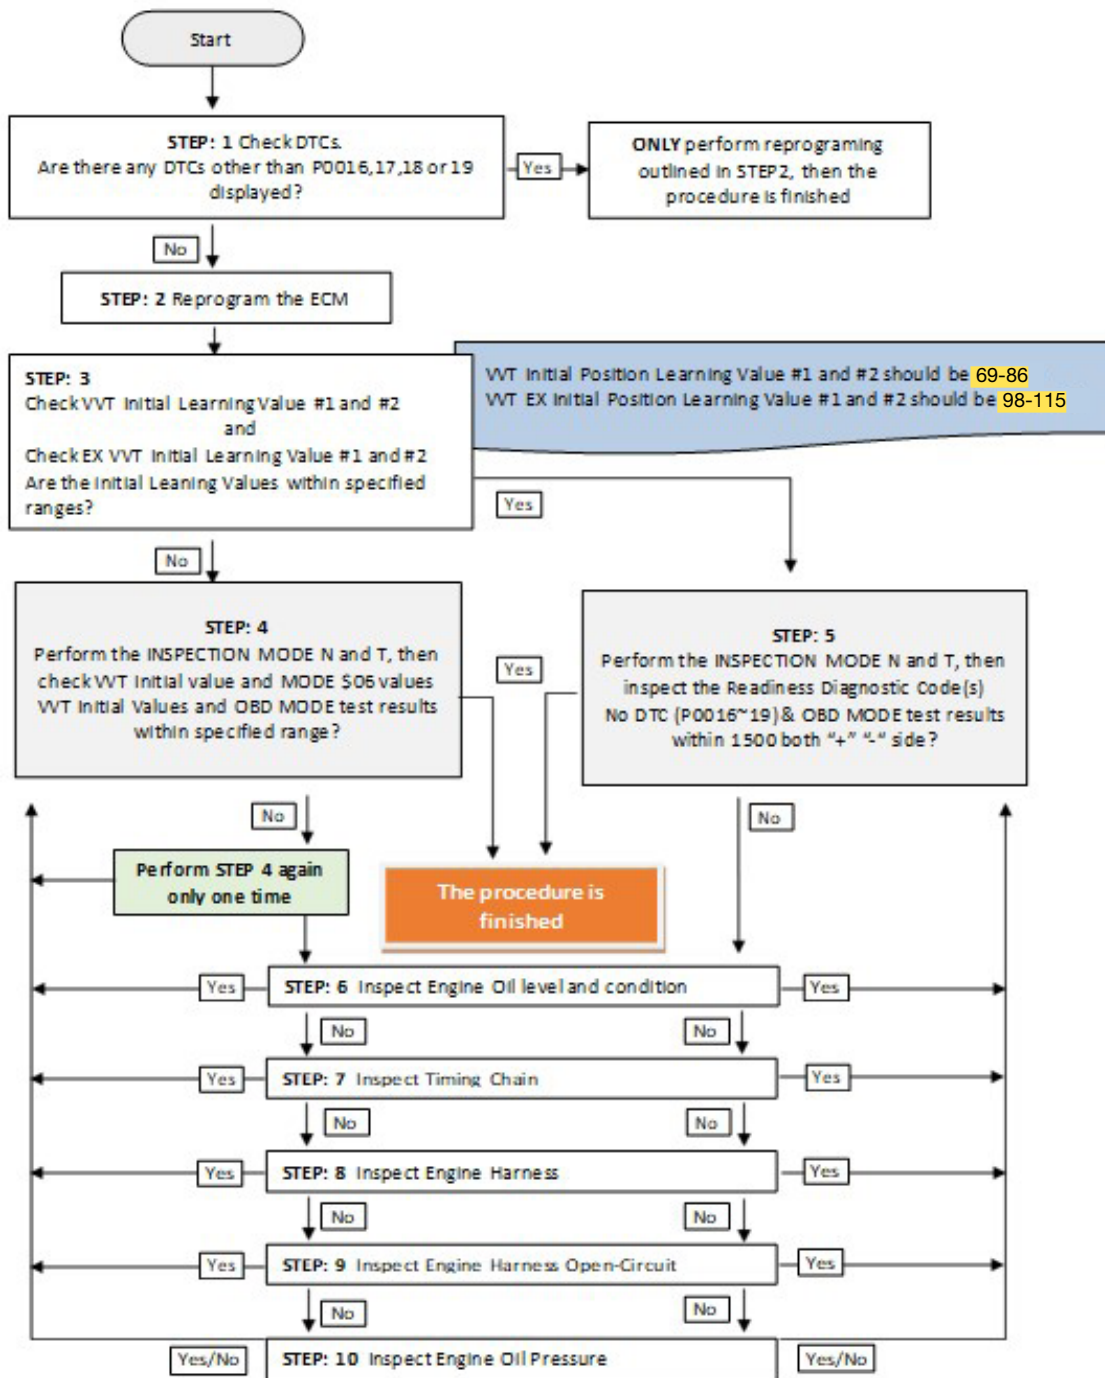 Start
STEP: 1 Check DTCs.
Are there any DTCs other than P0016,17,18 or 19
displayed?
Yes
ONLY perform reprograming
outlined in STEP2, then the
procedure is finished
No
STEP: 2 Reprogram the ECM
STEP: 3
Check VVT Initial Learning Value #1 and #2
and
Check EX VVT Initial Learning Value #1 and #2
Are the Initial Leaning Values within specified
ranges?
VVT Initial Position Learning Value #1 and #2 should be 69-86
VVT EX Initial Position Learning Value #1 and #2 should be 98-115
Yes
No
STEP: 4
Perform the INSPECTION MODE N and T, then
check VVT Initial value and MODE $06 values
VVT Initial Values and OBD MODE test results
within specified range?
Yes
STEP: 5
Perform the INSPECTION MODE N and T, then
inspect the Readiness Diagnostic Code(s)
No DTC (P0016~19)& OBD MODE test results
within 1500 both “+” “-“ side?
No
No
Perform STEP 4 again
only one time
The procedure is
finished
Yes
STEP: 6 Inspect Engine Oil level and condition
Yes
No
No
Yes
STEP: 7 Inspect Timing Chain
Yes
No
No
Yes
STEP: 8 Inspect Engine Harness
Yes
No
No
Yes
STEP: 9 Inspect Engine Harness Open-Circuit
Yes
No
No
Yes/No
STEP: 10 Inspect Engine Oil Pressure
Yes/No